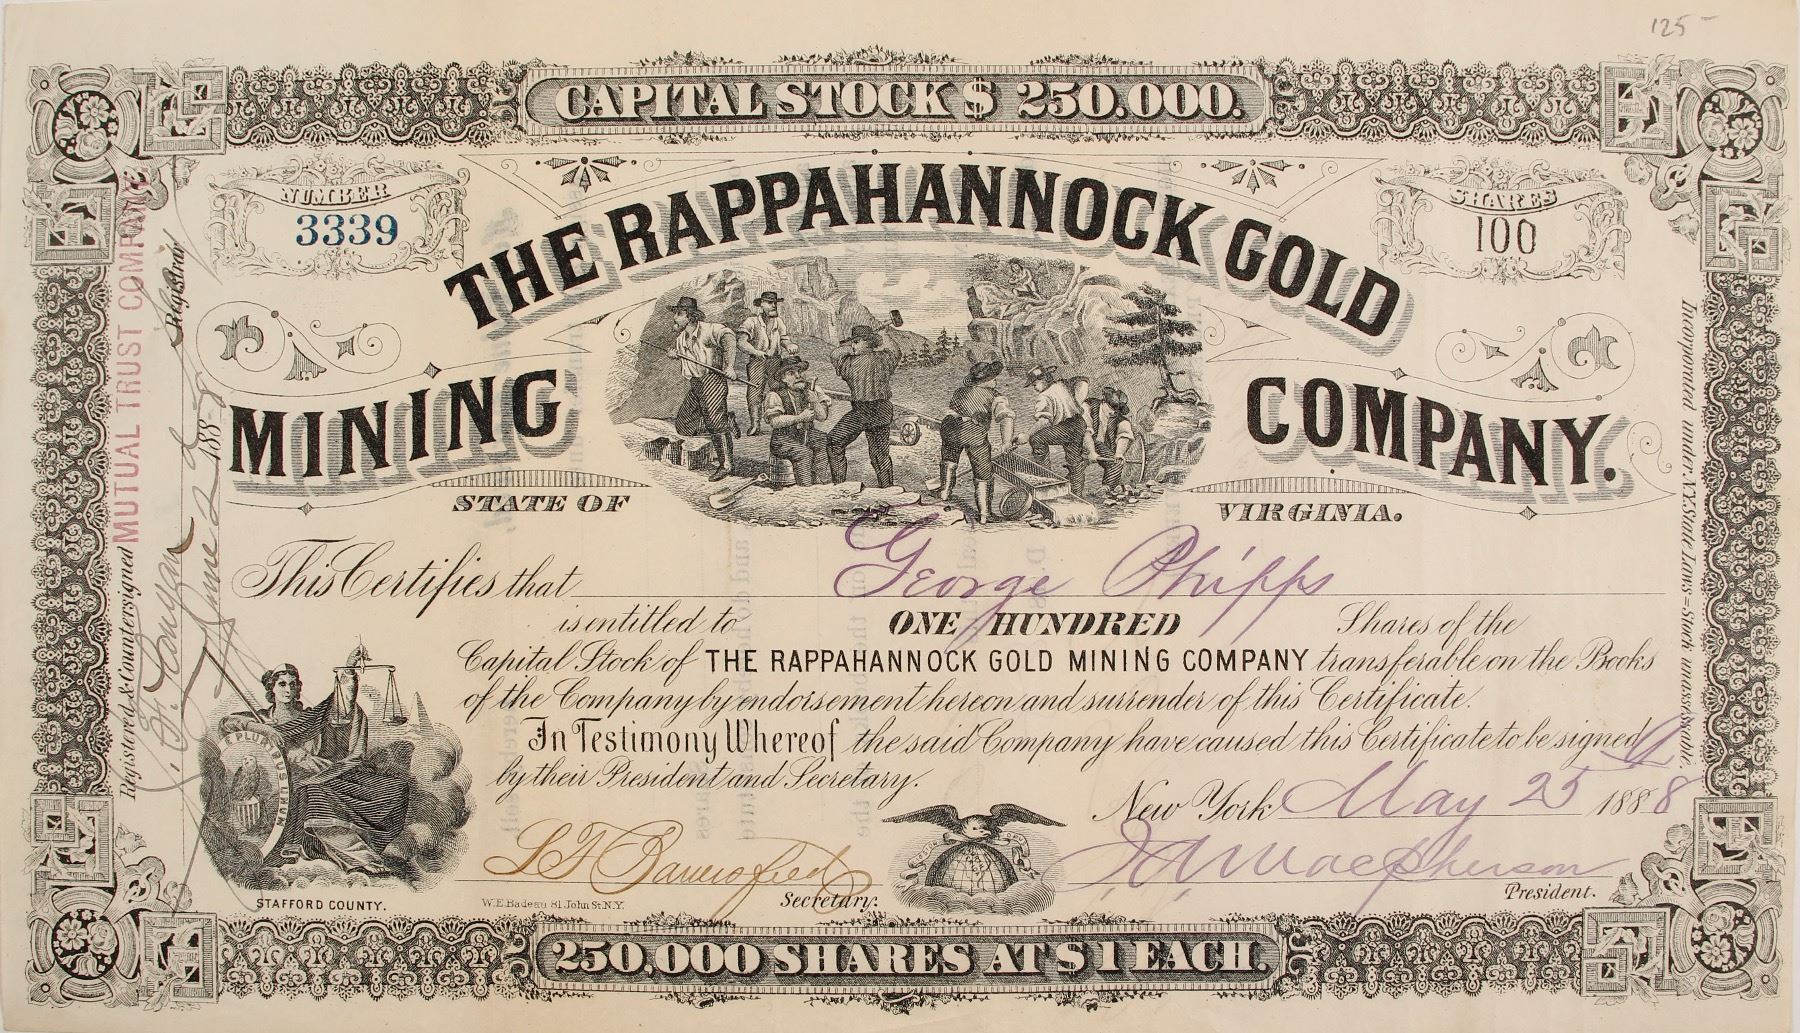 125-
CAPITAL STOCK $ 250.000.
NUMBER
3339
SHARES
100
THE RAPPAHANNOCK GOLD
MINING COMPANY.
STATE OF VIRGINIA.
This Certifies that George Phipps
is entitled to ONE HUNDRED Shares of the
Capital Stock of THE RAPPAHANNOCK GOLD MINING COMPANY transferable on the Books
of the Company by endorsement hereon and surrender of this Certificate.
In Testimony Whereof the said Company have caused this Certificate to be signed
by their President and Secretary.
New York May 25 1888
Secretary.
President.
E PLURIBUS UNUM
STAFFORD COUNTY.
W.E. Badeau 81 John St. N.Y.
250,000 SHARES AT $1 EACH.
Registered & Countersigned
MUTUAL TRUST COMPANY
Registrar
June 2 1888
Incorporated under N.Y. State Laws = Stock unassessable.